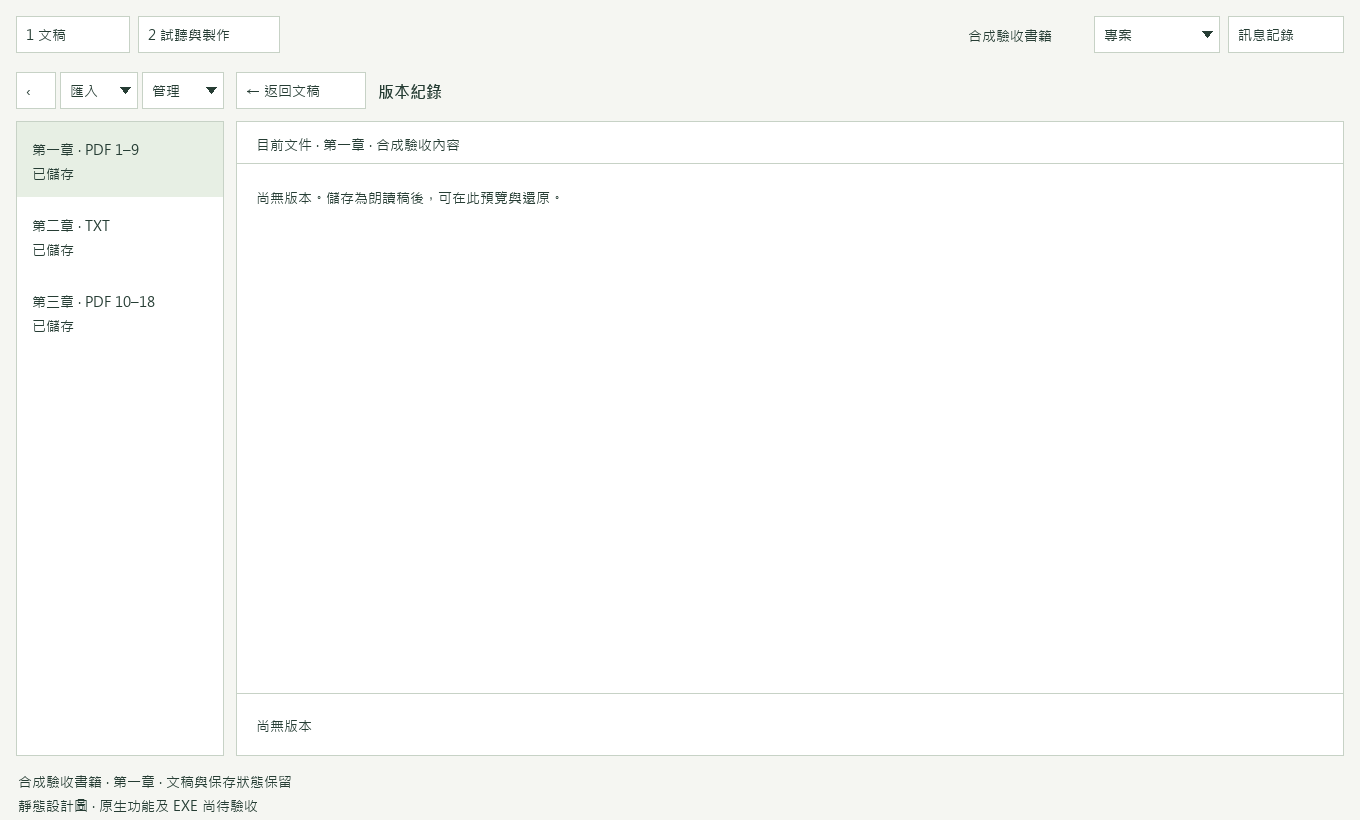 1 文稿
2 試聽與製作
合成驗收書籍
專案
訊息記錄
‹
匯入
管理
← 返回文稿
版本紀錄
第一章 · PDF 1–9
已儲存
第二章 · TXT
已儲存
第三章 · PDF 10–18
已儲存
目前文件 · 第一章 · 合成驗收內容
尚無版本。儲存為朗讀稿後，可在此預覽與還原。
尚無版本
合成驗收書籍 · 第一章 · 文稿與保存狀態保留
靜態設計圖 · 原生功能及 EXE 尚待驗收